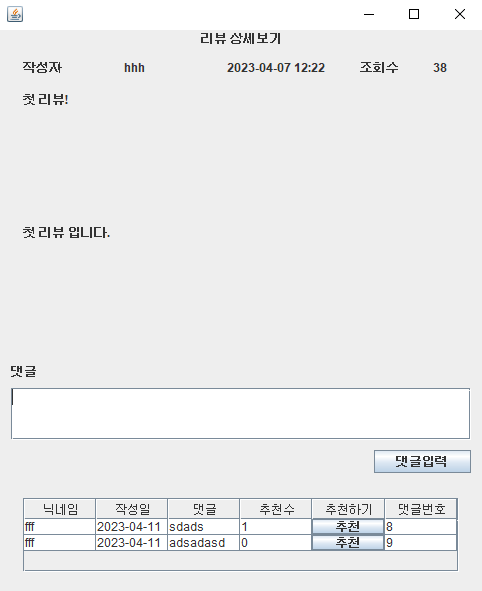 리뷰 상세보기
작성자 hhh 2023-04-07 12:22 조회수 38
첫 리뷰!
첫 리뷰 입니다.
댓글
댓글입력
닉네임 작성일 댓글 추천수 추천하기 댓글번호
fff 2023-04-11 sdads 1 추천 8
fff 2023-04-11 adsadasd 0 추천 9